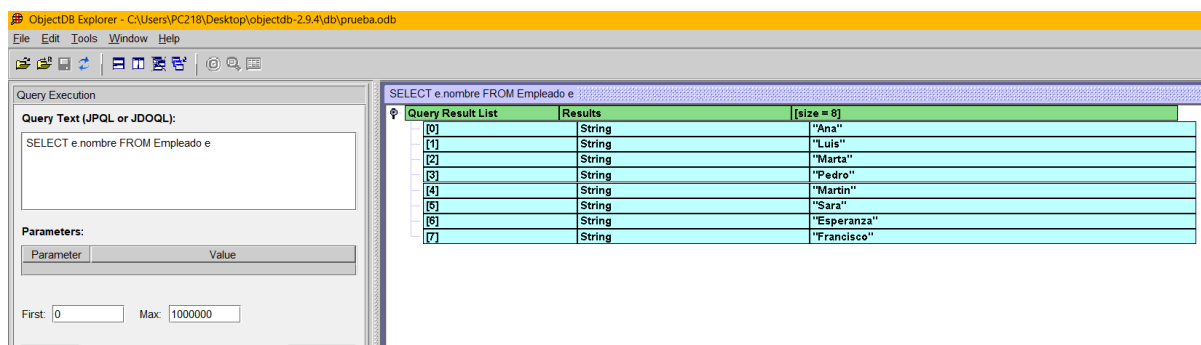 ObjectDB Explorer - C:\Users\PC218\Desktop\objectdb-2.9.4\db\prueba.odb
File Edit Tools Window Help
Query Execution
Query Text (JPQL or JDOQL):
SELECT e.nombre FROM Empleado e
Parameters:
Parameter Value
First: 0 Max: 1000000
SELECT e.nombre FROM Empleado e
Query Result List Results [size = 8]
[0] String "Ana"
[1] String "Luis"
[2] String "Marta"
[3] String "Pedro"
[4] String "Martin"
[5] String "Sara"
[6] String "Esperanza"
[7] String "Francisco"